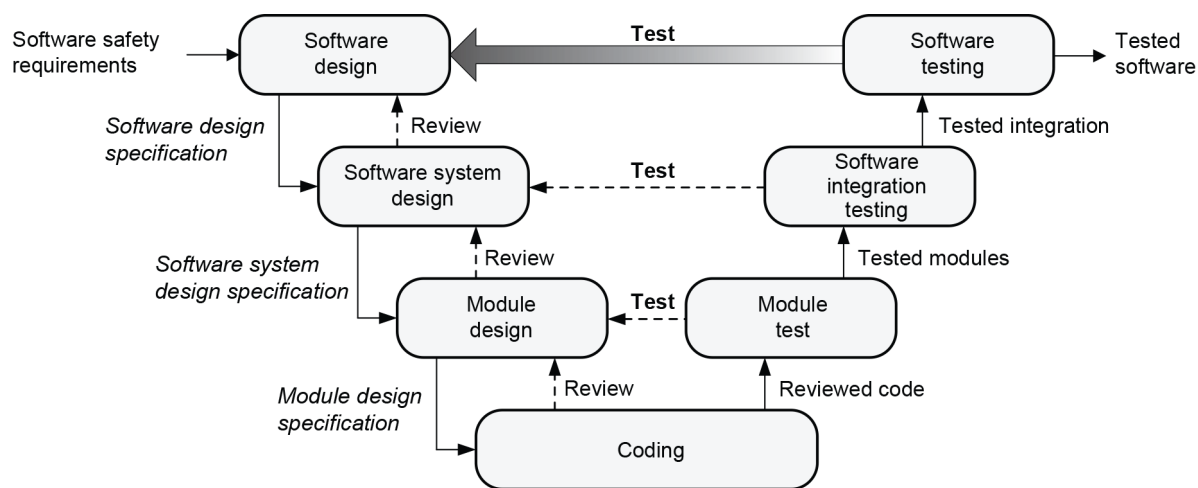 Software safety
requirements
Software
design
Test
Software
testing
Tested
software
Software design
specification
Review
Tested integration
Software system
design
Test
Software
integration
testing
Software system
design specification
Review
Tested modules
Module
design
Test
Module
test
Module design
specification
Review
Reviewed code
Coding